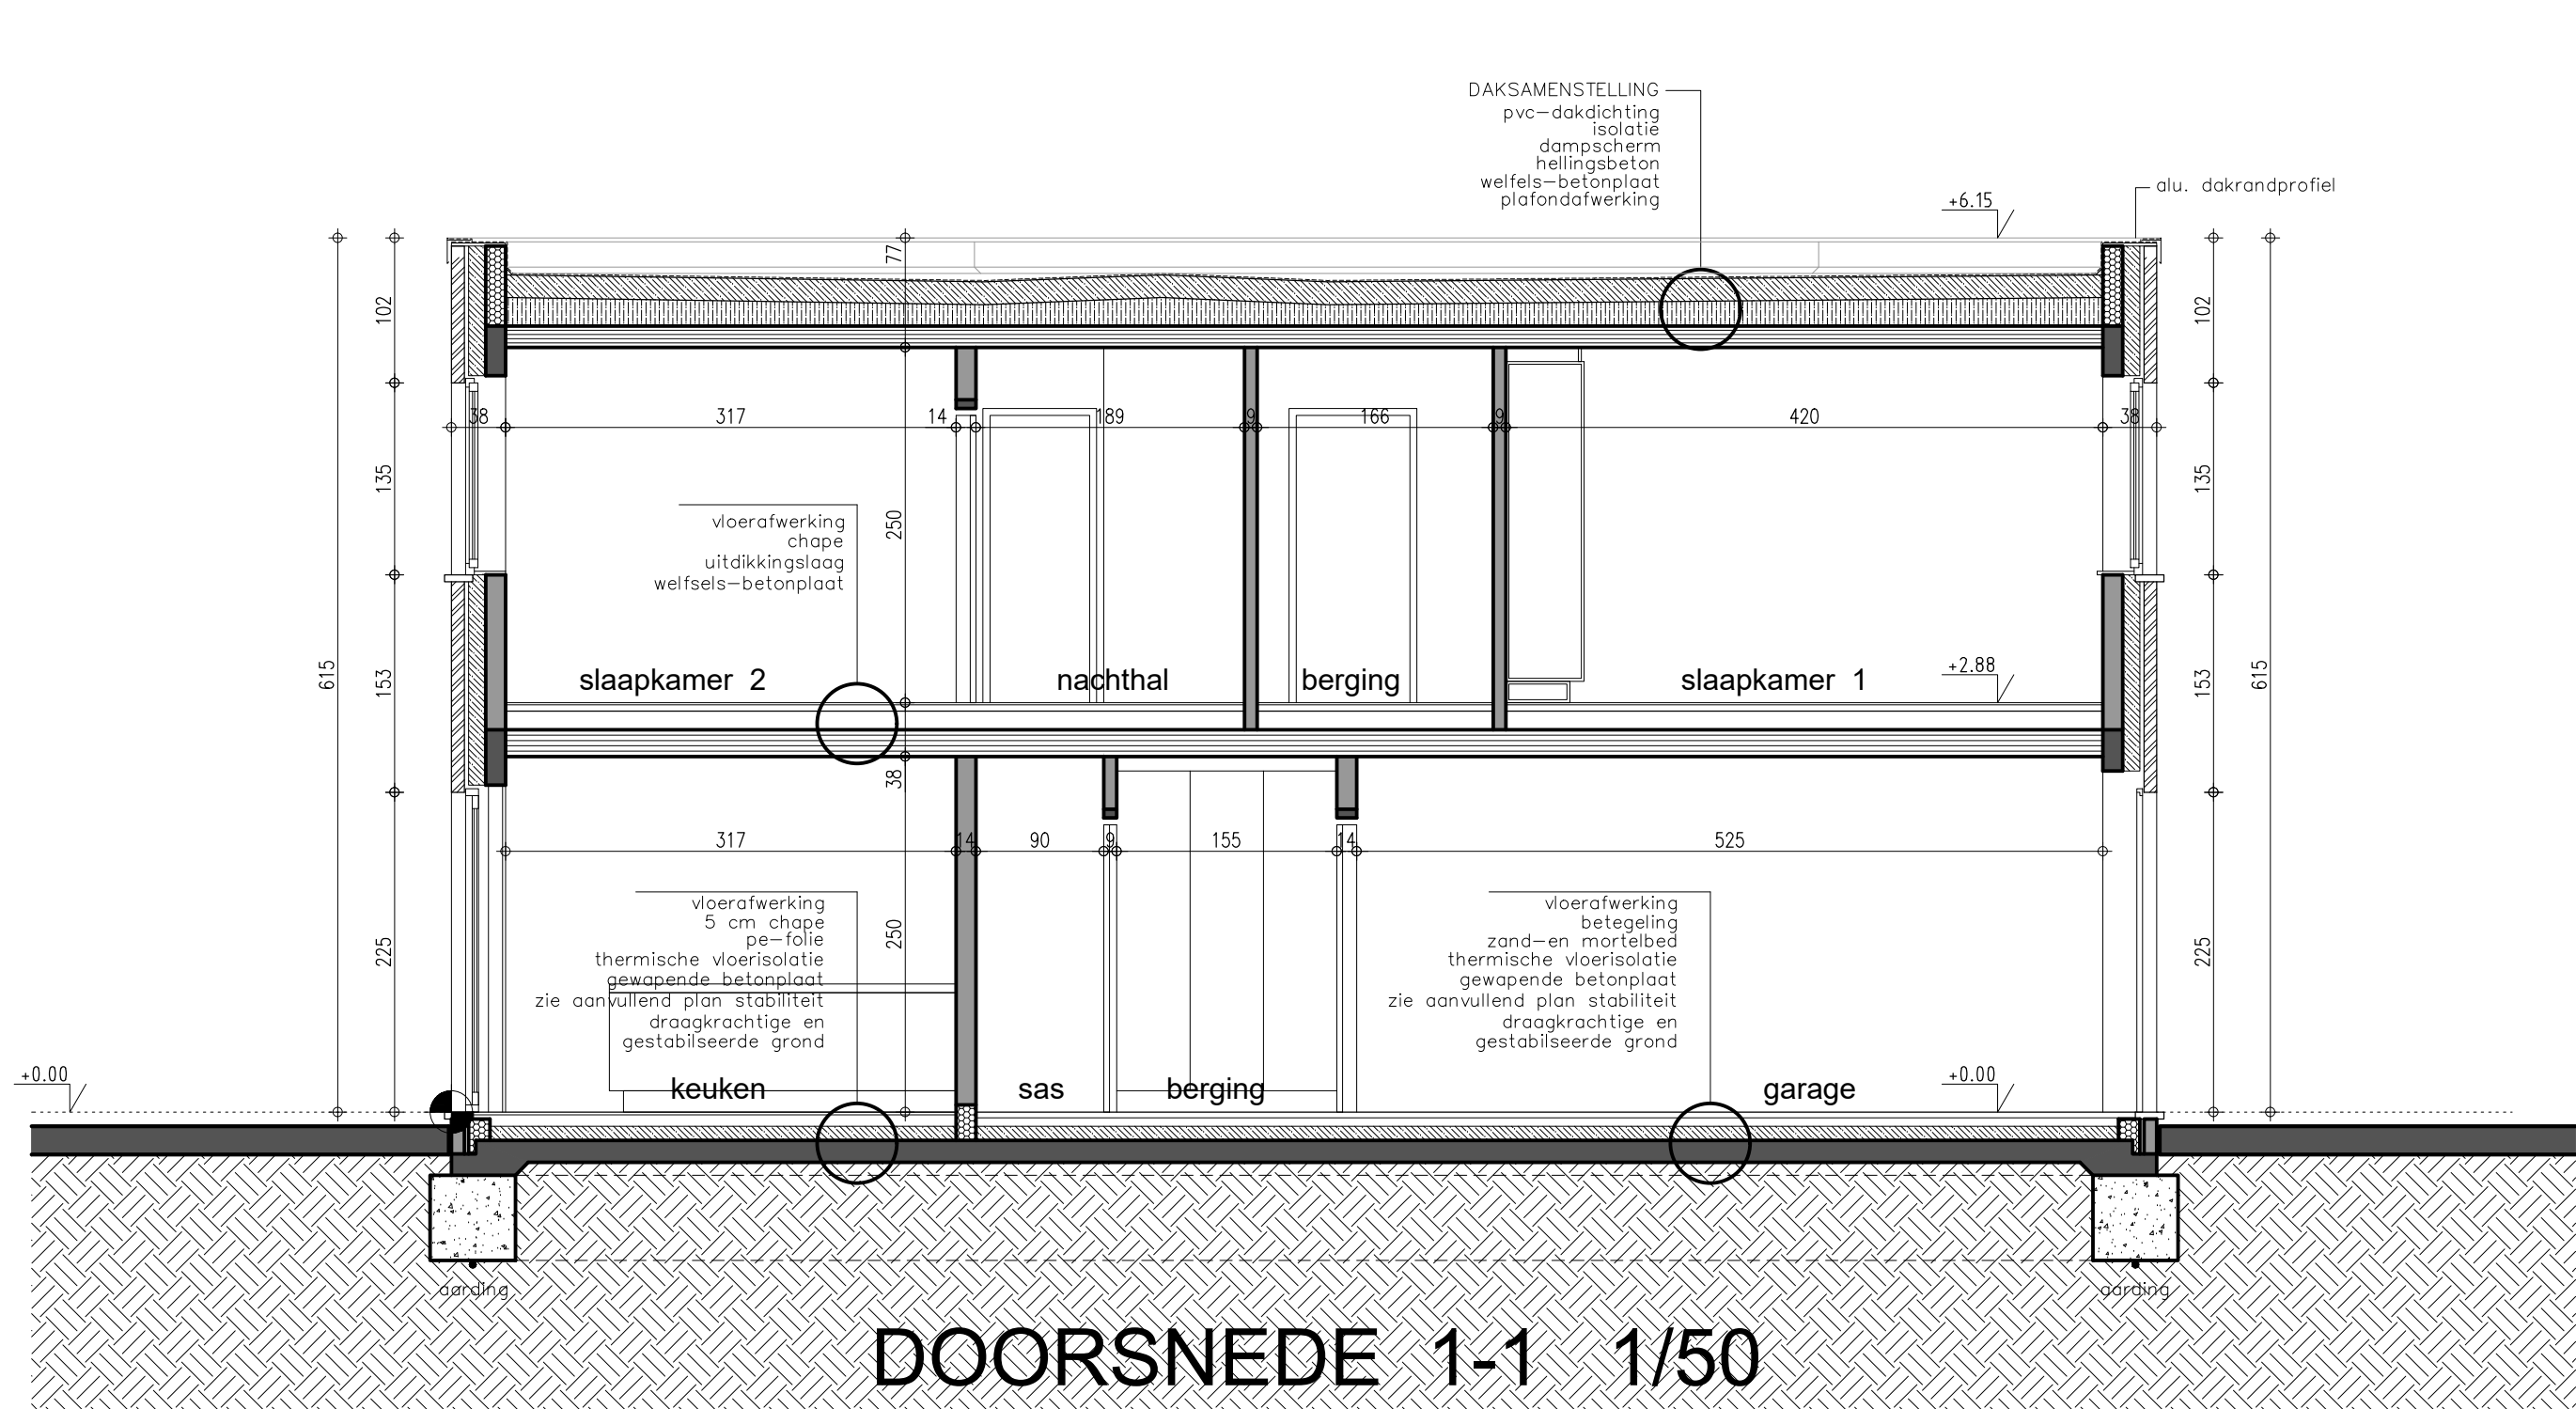 DAKSAMENSTELLING
pvc-dakdichting
isolatie
dampscherm
hellingsbeton
welfels-betonplaat
plafondafwerking
alu. dakrandprofiel
+6.15
77
102
102
38
317
14
189
9
166
9
420
38
135
135
250
vloerafwerking
chape
uitdikkingslaag
welfsels-betonplaat
615
153
slaapkamer 2
nachthal
berging
slaapkamer 1
+2.88
153
615
38
317
14
90
9
155
14
525
225
250
225
vloerafwerking
5 cm chape
pe-folie
thermische vloerisolatie
gewapende betonplaat
zie aanvullend plan stabiliteit
draagkrachtige en
gestabilseerde grond
vloerafwerking
betegeling
zand-en mortelbed
thermische vloerisolatie
gewapende betonplaat
zie aanvullend plan stabiliteit
draagkrachtige en
gestabilseerde grond
+0.00
keuken
sas
berging
garage
+0.00
aarding
aarding
DOORSNEDE 1-1 1/50